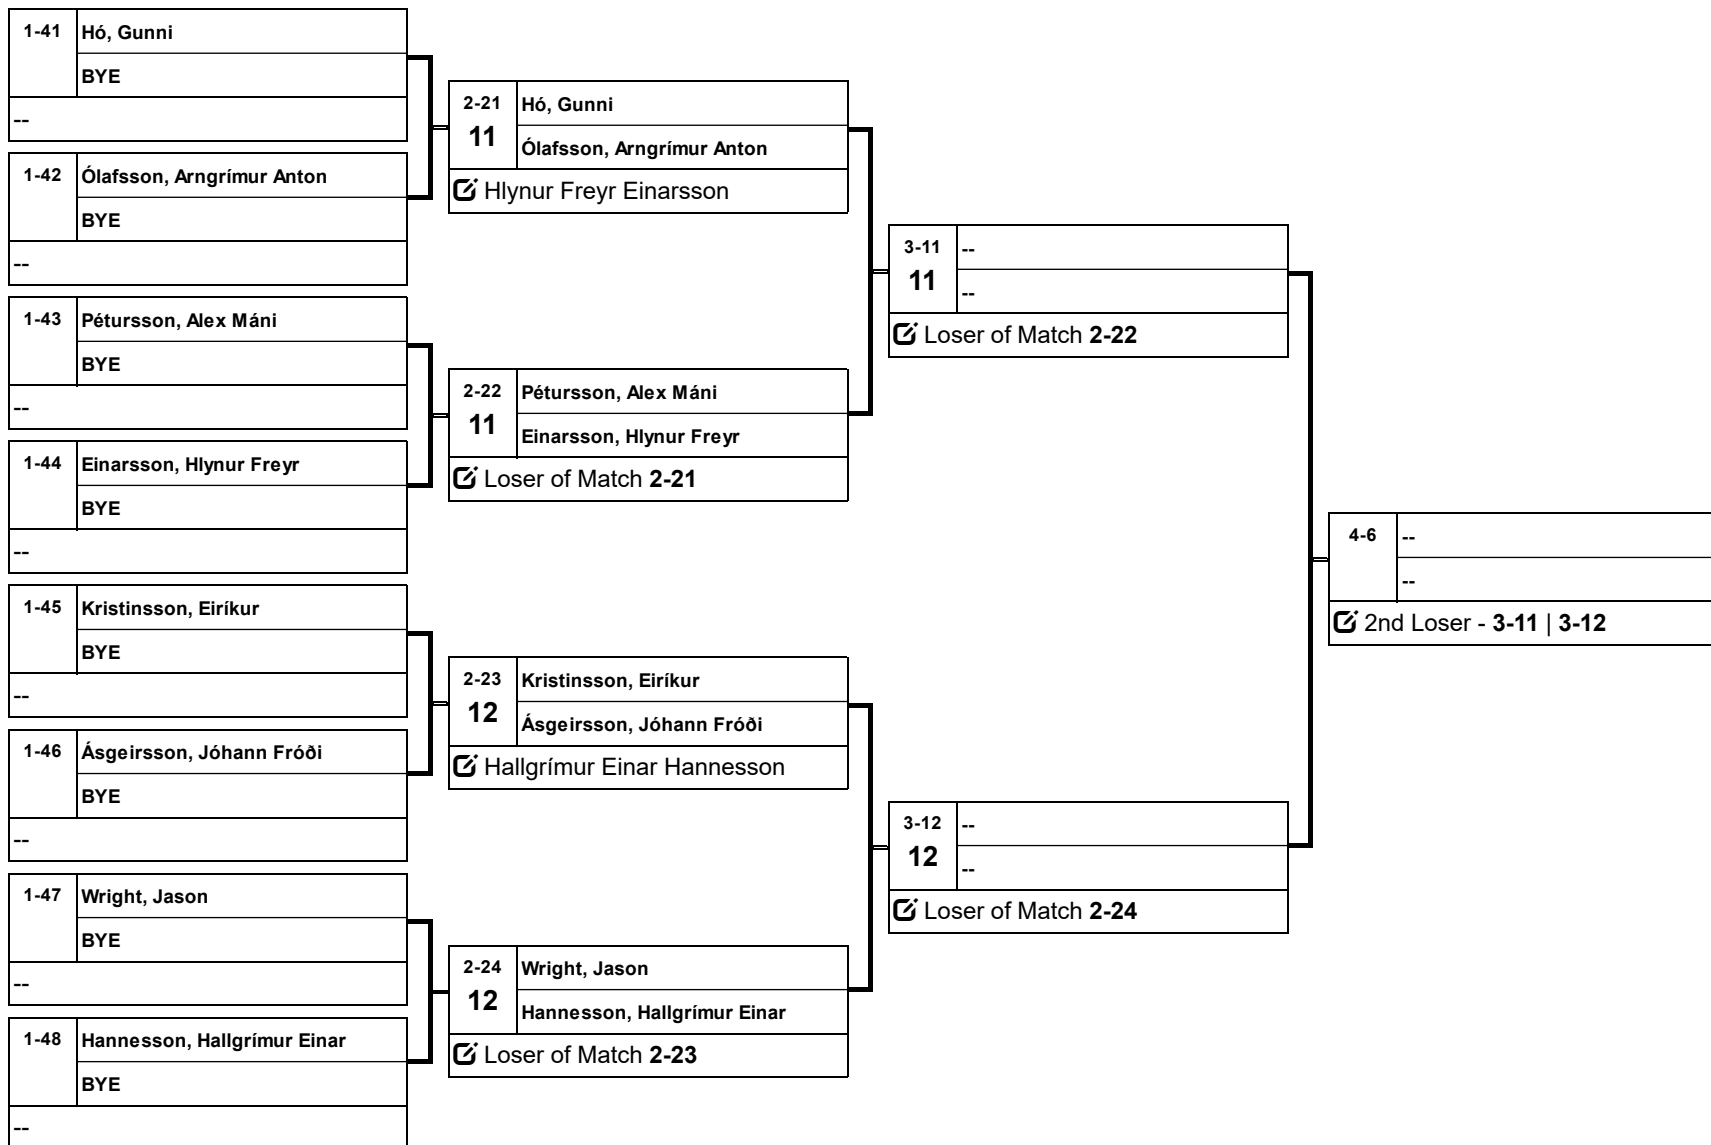 1-41
Hó, Gunni
BYE
--
1-42
Ólafsson, Arngrímur Anton
BYE
--
1-43
Pétursson, Alex Máni
BYE
--
1-44
Einarsson, Hlynur Freyr
BYE
--
1-45
Kristinsson, Eiríkur
BYE
--
1-46
Ásgeirsson, Jóhann Fróði
BYE
--
1-47
Wright, Jason
BYE
--
1-48
Hannesson, Hallgrímur Einar
BYE
--
2-21
11
Hó, Gunni
Ólafsson, Arngrímur Anton
Hlynur Freyr Einarsson
2-22
11
Pétursson, Alex Máni
Einarsson, Hlynur Freyr
Loser of Match 2-21
2-23
12
Kristinsson, Eiríkur
Ásgeirsson, Jóhann Fróði
Hallgrímur Einar Hannesson
2-24
12
Wright, Jason
Hannesson, Hallgrímur Einar
Loser of Match 2-23
3-11
11
--
--
Loser of Match 2-22
3-12
12
--
--
Loser of Match 2-24
4-6
--
--
2nd Loser - 3-11 | 3-12